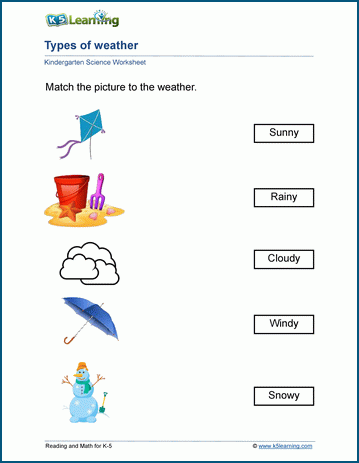 K5 Learning
Types of weather
Kindergarten Science Worksheet
Match the picture to the weather.
Sunny
Rainy
Cloudy
Windy
Snowy
Reading and Math for K-5
© www.k5learning.com